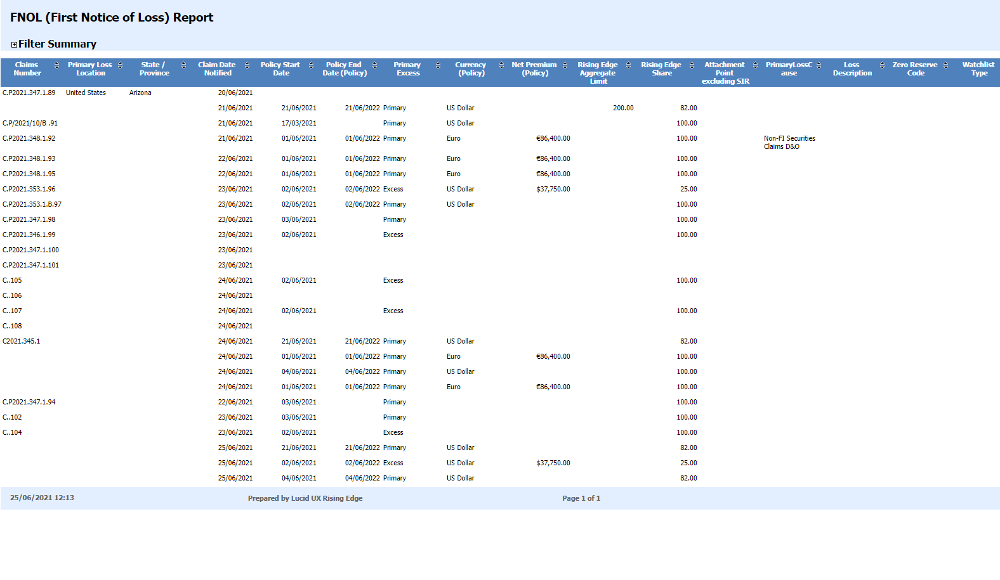 FNOL (First Notice of Loss) Report
Filter Summary
Claims Number Primary Loss Location State / Province Claim Date Notified Policy Start Date Policy End Date (Policy) Primary Excess Currency (Policy) Net Premium (Policy) Rising Edge Aggregate Limit Rising Edge Share Attachment Point excluding SIR PrimaryLossCause Loss Description Zero Reserve Code Watchlist Type
C.P2021.347.1.89 United States Arizona 20/06/2021
21/06/2021 21/06/2021 21/06/2022 Primary US Dollar 200.00 82.00
C.P/2021/10/B .91 21/06/2021 17/03/2021 Primary US Dollar 100.00
C.P2021.348.1.92 21/06/2021 01/06/2021 01/06/2022 Primary Euro €86,400.00 100.00 Non-FI Securities
Claims D&O
C.P2021.348.1.93 22/06/2021 01/06/2021 01/06/2022 Primary Euro €86,400.00 100.00
C.P2021.348.1.95 22/06/2021 01/06/2021 01/06/2022 Primary Euro €86,400.00 100.00
C.P2021.353.1.96 23/06/2021 02/06/2021 02/06/2022 Excess US Dollar $37,750.00 25.00
C.P2021.353.1.B.97 23/06/2021 02/06/2021 02/06/2022 Primary US Dollar 100.00
C.P2021.347.1.98 23/06/2021 03/06/2021 Primary 100.00
C.P2021.346.1.99 23/06/2021 02/06/2021 Excess 100.00
C.P2021.347.1.100 23/06/2021
C.P2021.347.1.101 23/06/2021
C..105 24/06/2021 02/06/2021 Excess 100.00
C..106 24/06/2021
C..107 24/06/2021 02/06/2021 Excess 100.00
C..108 24/06/2021
C2021.345.1 24/06/2021 21/06/2021 21/06/2022 Primary US Dollar 82.00
24/06/2021 01/06/2021 01/06/2022 Primary Euro €86,400.00 100.00
24/06/2021 04/06/2021 04/06/2022 Primary US Dollar 100.00
24/06/2021 01/06/2021 01/06/2022 Primary Euro €86,400.00 100.00
C.P2021.347.1.94 22/06/2021 03/06/2021 Primary 100.00
C..102 23/06/2021 03/06/2021 Primary 100.00
C..104 23/06/2021 02/06/2021 Excess 100.00
25/06/2021 21/06/2021 21/06/2022 Primary US Dollar 82.00
25/06/2021 02/06/2021 02/06/2022 Excess US Dollar $37,750.00 25.00
25/06/2021 04/06/2021 04/06/2022 Primary US Dollar 82.00
25/06/2021 12:13 Prepared by Lucid UX Rising Edge Page 1 of 1